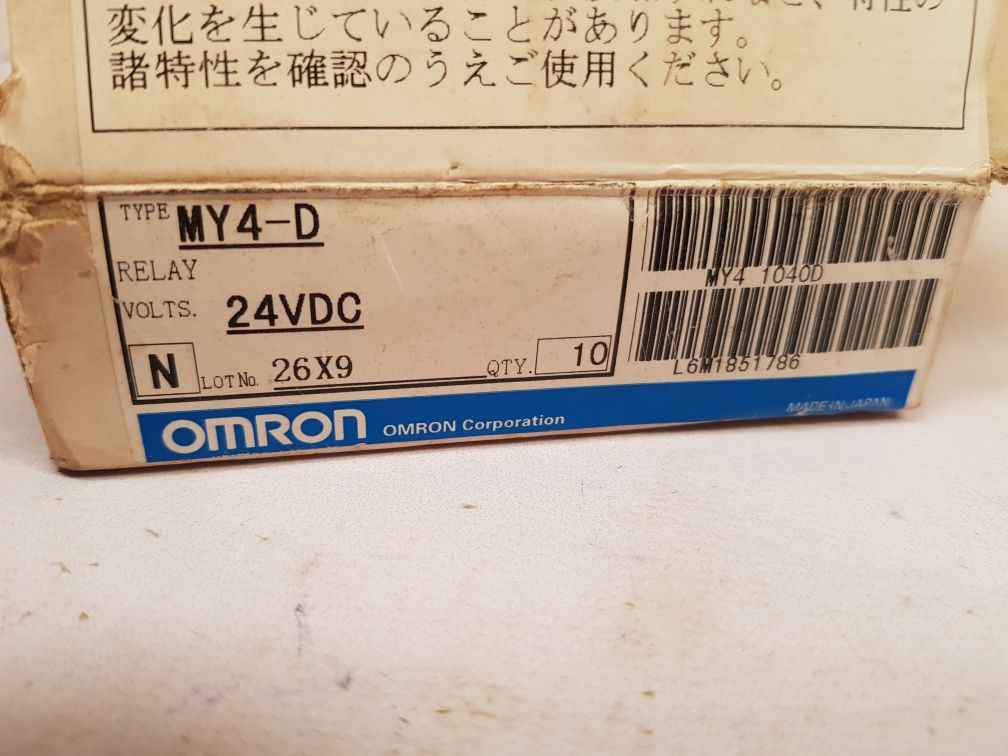 変化を生じていることがあります。
諸特性を確認のうえご使用ください。
TYPE MY4-D
RELAY
VOLTS. 24VDC
N LOT No. 26X9 QTY. 10
MY4 1040D
L6M1851786
OMRON OMRON Corporation MADE IN JAPAN